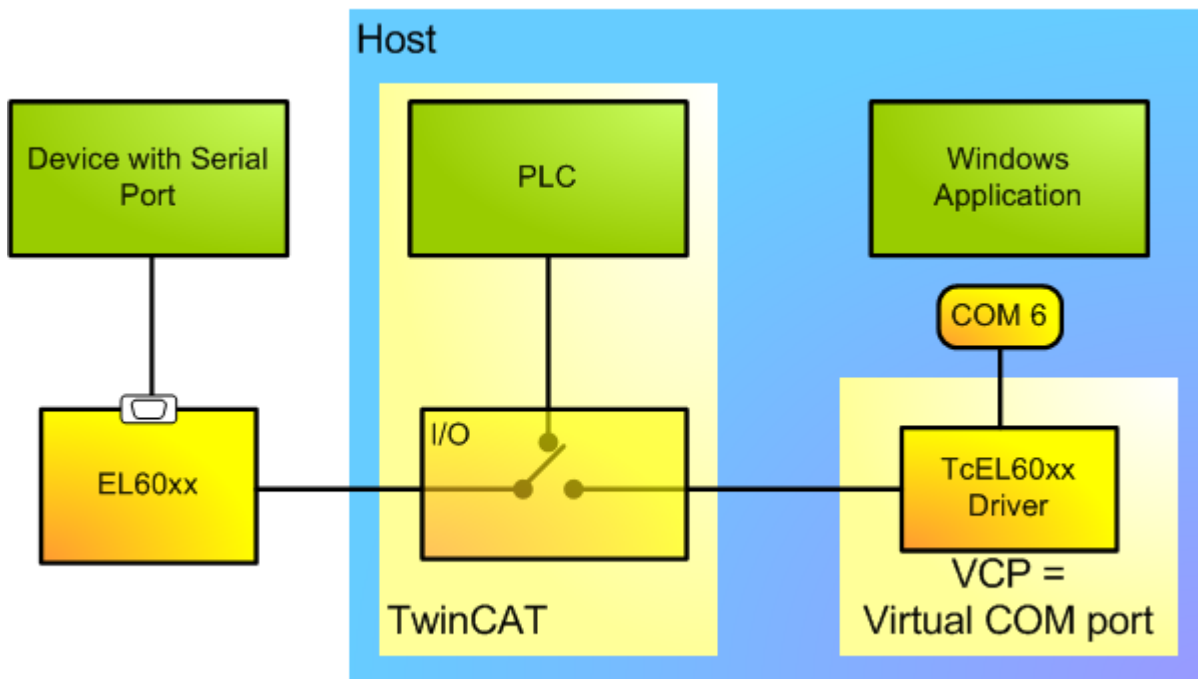 Host
Device with Serial
Port
PLC
Windows
Application
COM 6
I/O
EL60xx
TcEL60xx
Driver
TwinCAT
VCP =
Virtual COM port